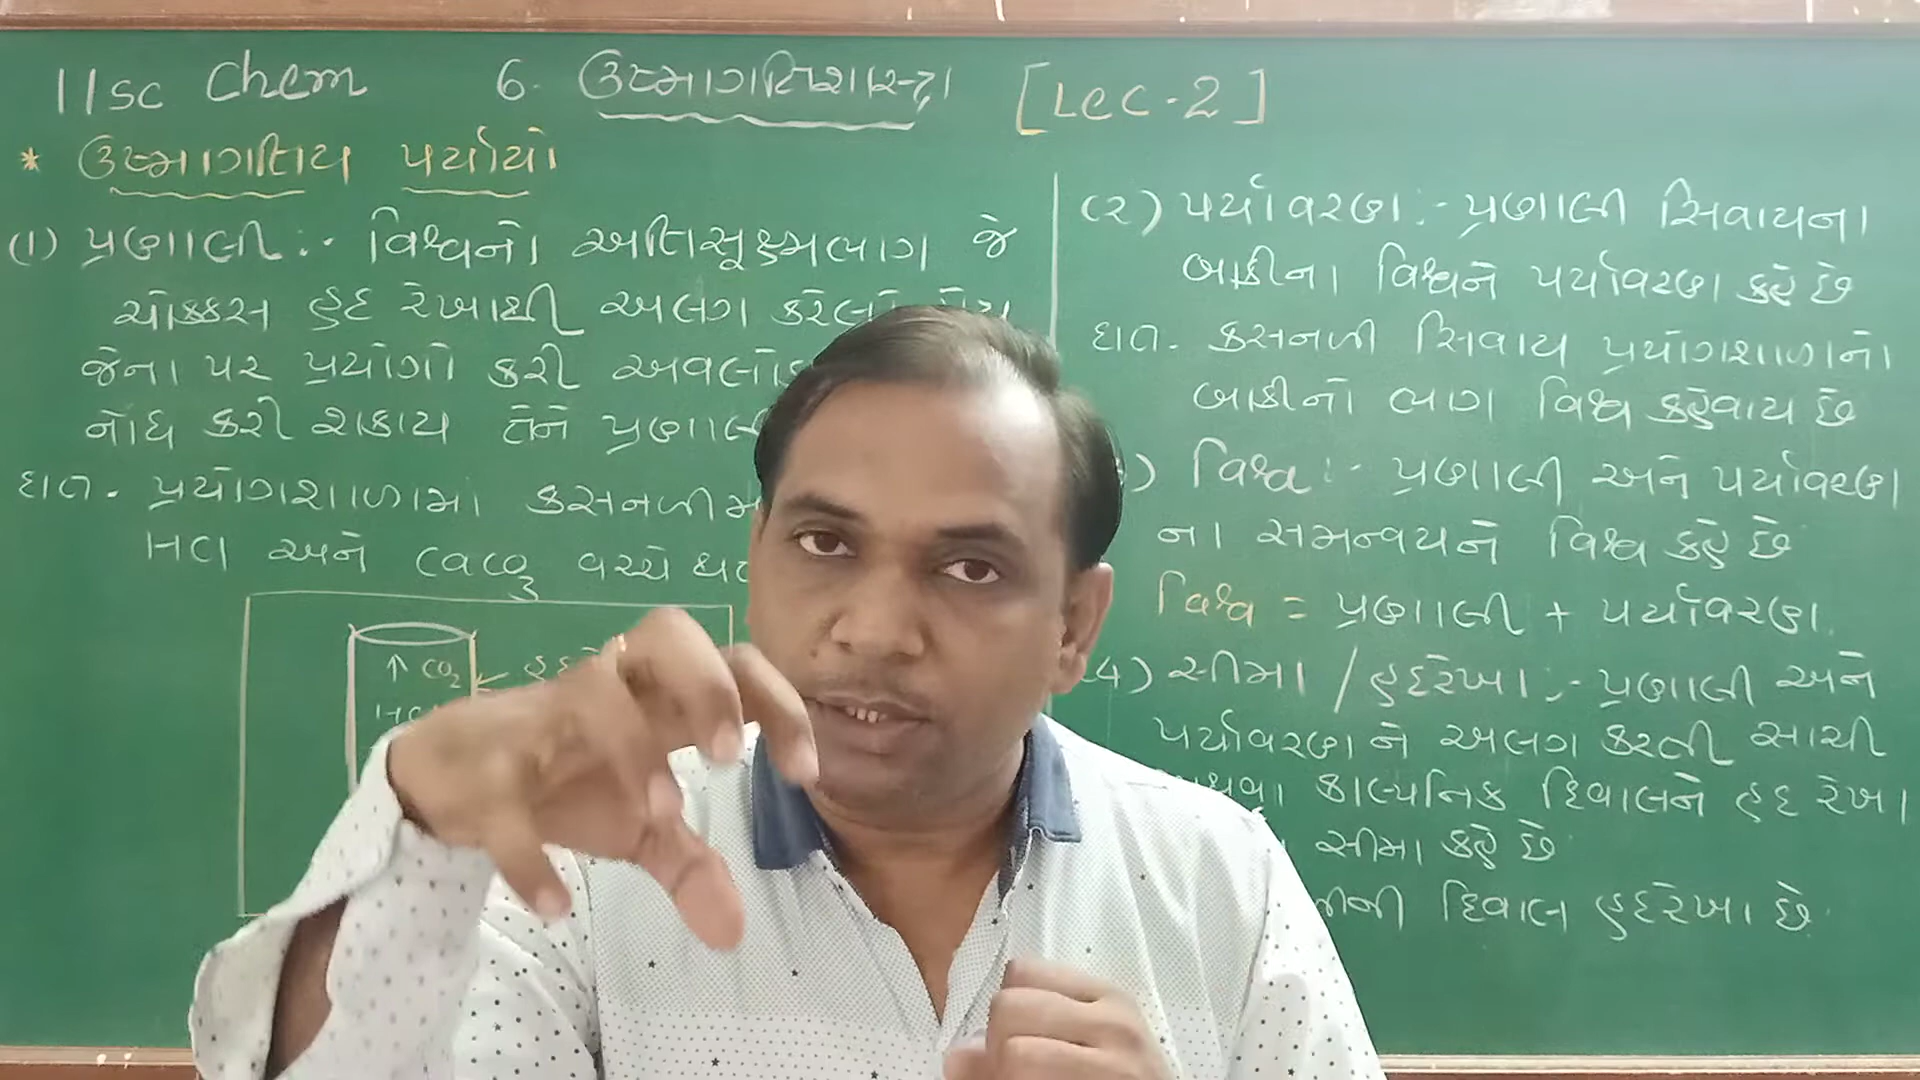 11sc Chem 6. ઉષ્માગતિશાસ્ત્ર [Lec-2]
* ઉષ્માગતિય પર્યાયો
(1) પ્રણાલી :- વિશ્વનો અતિસૂક્ષ્મભાગ જે
ચોક્કસ હદ રેખાથી અલગ કરેલો
જેના પર પ્રયોગો કરી
નોંધ કરી શકાય તેને
દા.ત. પ્રયોગશાળામાં
HCl અને CaCO3 વચ્ચે
↑ CO2
(૨) પર્યાવરણ :- પ્રણાલી સિવાયના
બાકીના વિશ્વને પર્યાવરણ કહે છે
દા.ત. કસનળી સિવાય પ્રયોગશાળાનો
બાકીનો ભાગ વિશ્વ કહેવાય છે
) વિશ્વ :- પ્રણાલી અને પર્યાવરણ
ના સમન્વયને વિશ્વ કહે છે
વિશ્વ = પ્રણાલી + પર્યાવરણ
4) સીમા / હદરેખા :- પ્રણાલી અને
પર્યાવરણ ને અલગ કરતી સાચી
કાલ્પનિક દિવાલને હદ રેખા
સીમા કહે છે
દિવાલ હદરેખા છે